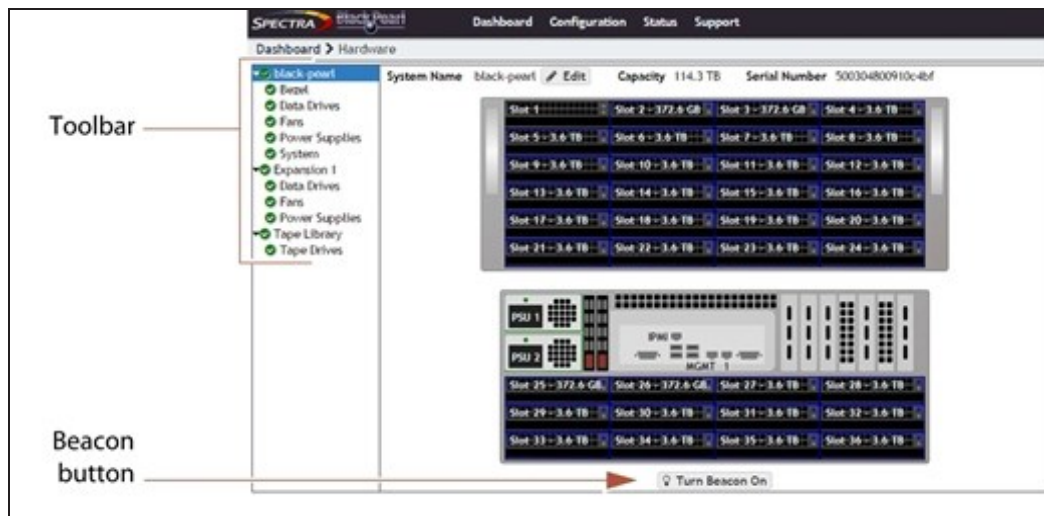 SPECTRA BlackPearl Dashboard Configuration Status Support
Dashboard > Hardware
Toolbar
black-pearl
Bezel
Data Drives
Fans
Power Supplies
System
Expansion 1
Data Drives
Fans
Power Supplies
Tape Library
Tape Drives
System Name black-pearl Edit Capacity 114.3 TB Serial Number 500304800910c4bf
Slot 1 Slot 2 - 372.6 GB Slot 3 - 372.6 GB Slot 4 - 3.6 TB
Slot 5 - 3.6 TB Slot 6 - 3.6 TB Slot 7 - 3.6 TB Slot 8 - 3.6 TB
Slot 9 - 3.6 TB Slot 10 - 3.6 TB Slot 11 - 3.6 TB Slot 12 - 3.6 TB
Slot 13 - 3.6 TB Slot 14 - 3.6 TB Slot 15 - 3.6 TB Slot 16 - 3.6 TB
Slot 17 - 3.6 TB Slot 18 - 3.6 TB Slot 19 - 3.6 TB Slot 20 - 3.6 TB
Slot 21 - 3.6 TB Slot 22 - 3.6 TB Slot 23 - 3.6 TB Slot 24 - 3.6 TB
PSU 1
PSU 2
IPMI
MGMT 1
Slot 25 - 372.6 GB Slot 26 - 372.6 GB Slot 27 - 3.6 TB Slot 28 - 3.6 TB
Slot 29 - 3.6 TB Slot 30 - 3.6 TB Slot 31 - 3.6 TB Slot 32 - 3.6 TB
Slot 33 - 3.6 TB Slot 34 - 3.6 TB Slot 35 - 3.6 TB Slot 36 - 3.6 TB
Beacon
button
Turn Beacon On